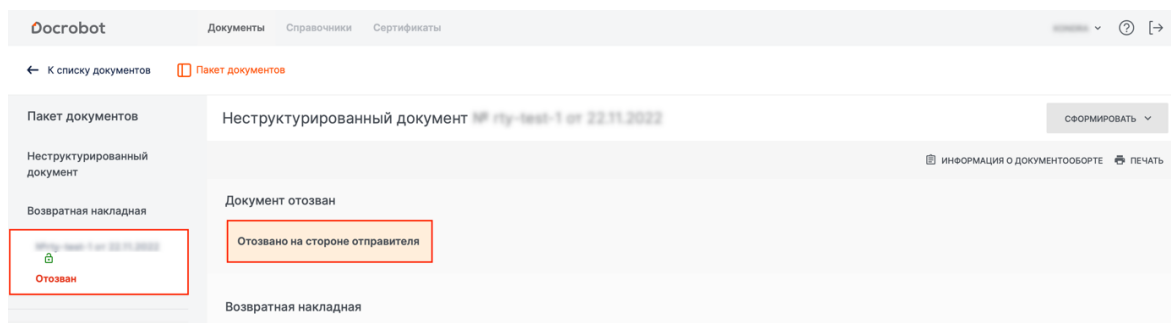 Docrobot
Документы Справочники Сертификаты
К списку документов Пакет документов
Пакет документов
Неструктурированный документ
СФОРМИРОВАТЬ
Неструктурированный
документ
ИНФОРМАЦИЯ О ДОКУМЕНТООБОРТЕ ПЕЧАТЬ
Возвратная накладная
Документ отозван
Отозвано на стороне отправителя
Отозван
Возвратная накладная